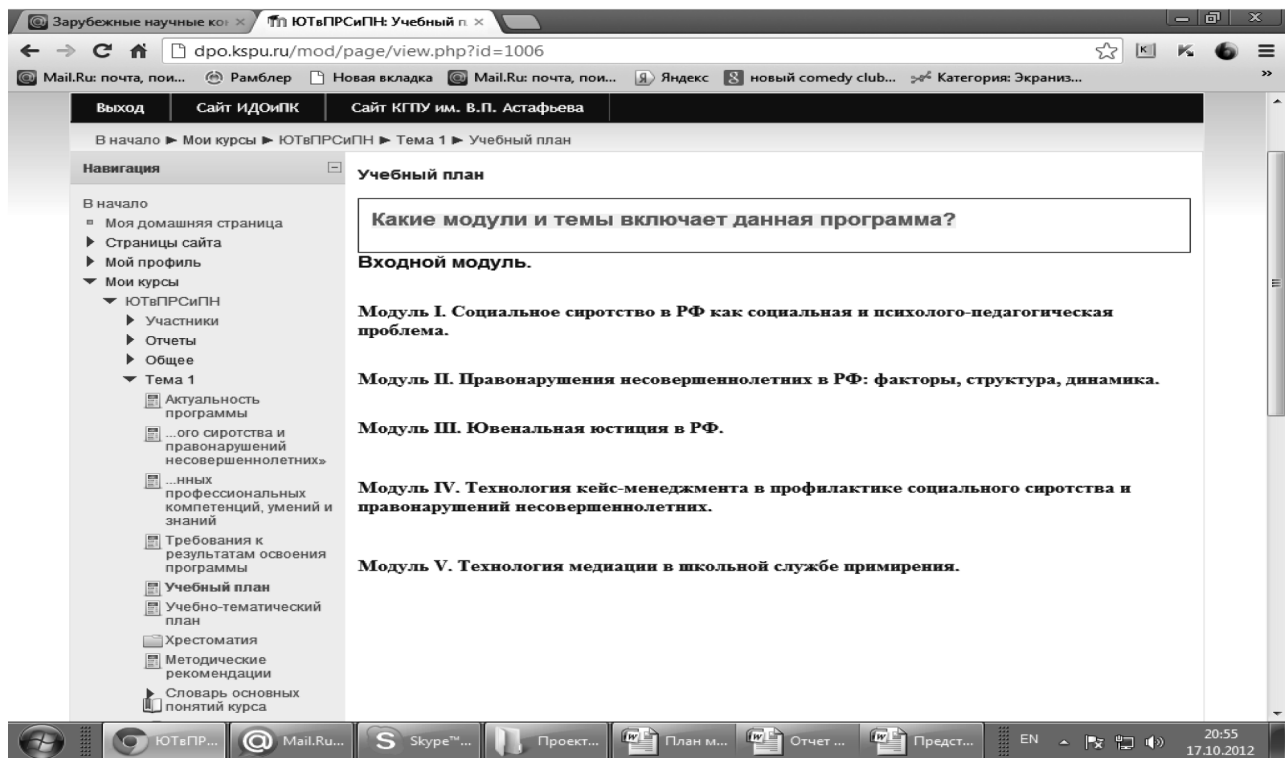 Зарубежные научные ко
ЮТвПРСиПН: Учебный п
dpo.kspu.ru/mod/page/view.php?id=1006
Mail.Ru: почта, пои... Рамблер Новая вкладка Mail.Ru: почта, пои... Яндекс новый comedy club... Категория: Экраниз... »
Выход Сайт ИДОиПК Сайт КГПУ им. В.П. Астафьева
В начало ► Мои курсы ► ЮТвПРСиПН ► Тема 1 ► Учебный план
Навигация
В начало
Моя домашняя страница
Страницы сайта
Мой профиль
Мои курсы
ЮТвПРСиПН
Участники
Отчеты
Общее
Тема 1
Актуальность
программы
...ого сиротства и
правонарушений
несовершеннолетних»
...нных
профессиональных
компетенций, умений и
знаний
Требования к
результатам освоения
программы
Учебный план
Учебно-тематический
план
Хрестоматия
Методические
рекомендации
Словарь основных
понятий курса
Учебный план
Какие модули и темы включает данная программа?
Входной модуль.
Модуль I. Социальное сиротство в РФ как социальная и психолого-педагогическая
проблема.
Модуль II. Правонарушения несовершеннолетних в РФ: факторы, структура, динамика.
Модуль III. Ювенальная юстиция в РФ.
Модуль IV. Технология кейс-менеджмента в профилактике социального сиротства и
правонарушений несовершеннолетних.
Модуль V. Технология медиации в школьной службе примирения.
ЮТвПР... Mail.Ru... Skype™... Проект... План м... Отчет ... Предст... EN 20:55
17.10.2012